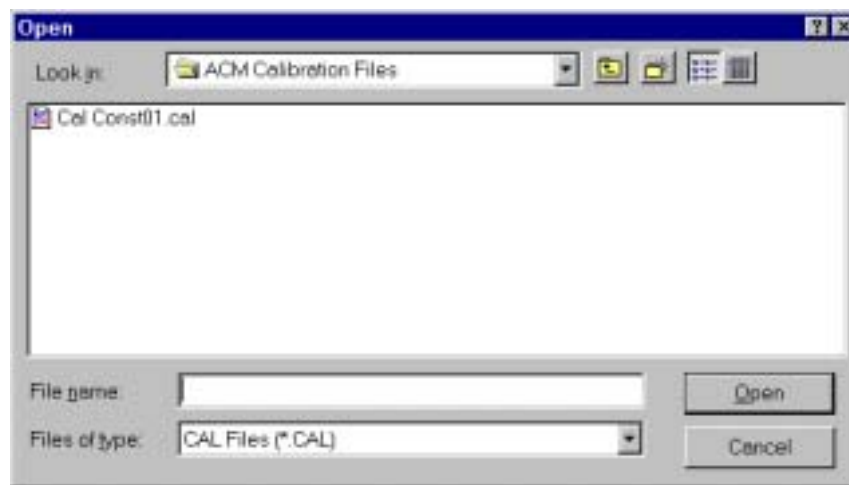 Open
Look in: ACM Calibration Files
Cal Const01.cal
File name:
Open
Files of type: CAL Files (*.CAL)
Cancel